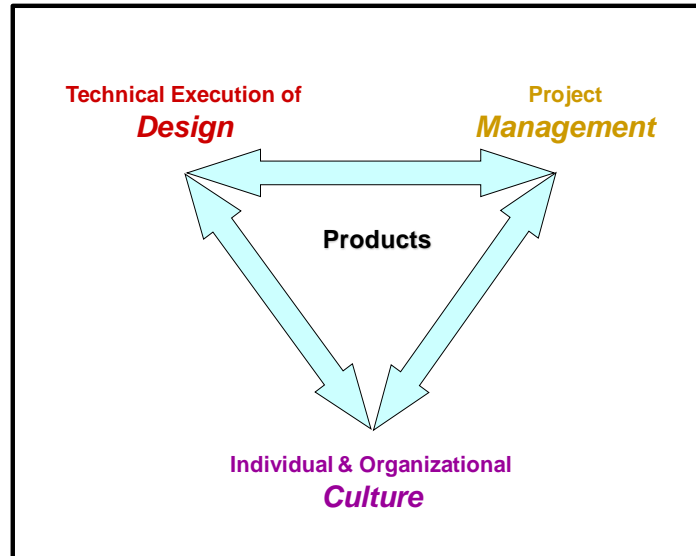 Technical Execution of
Design
Project
Management
Products
Individual & Organizational
Culture